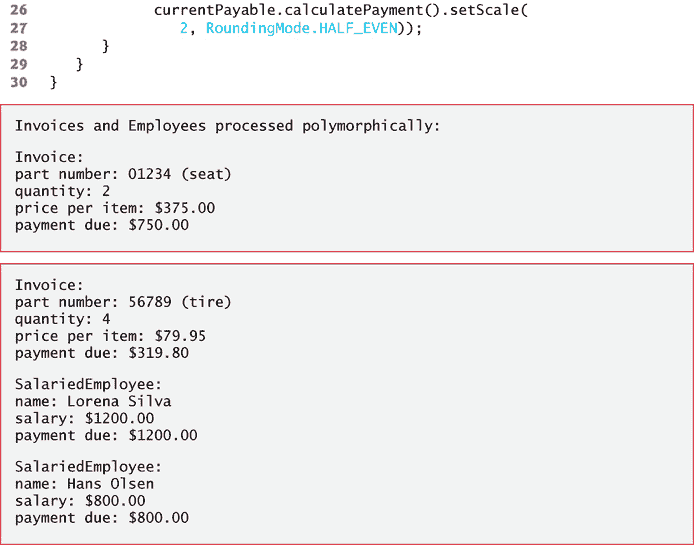 26 currentPayable.calculatePayment().setScale(
27 2, RoundingMode.HALF_EVEN));
28 }
29 }
30 }
Invoices and Employees processed polymorphically:
Invoice:
part number: 01234 (seat)
quantity: 2
price per item: $375.00
payment due: $750.00
Invoice:
part number: 56789 (tire)
quantity: 4
price per item: $79.95
payment due: $319.80
SalariedEmployee:
name: Lorena Silva
salary: $1200.00
payment due: $1200.00
SalariedEmployee:
name: Hans Olsen
salary: $800.00
payment due: $800.00